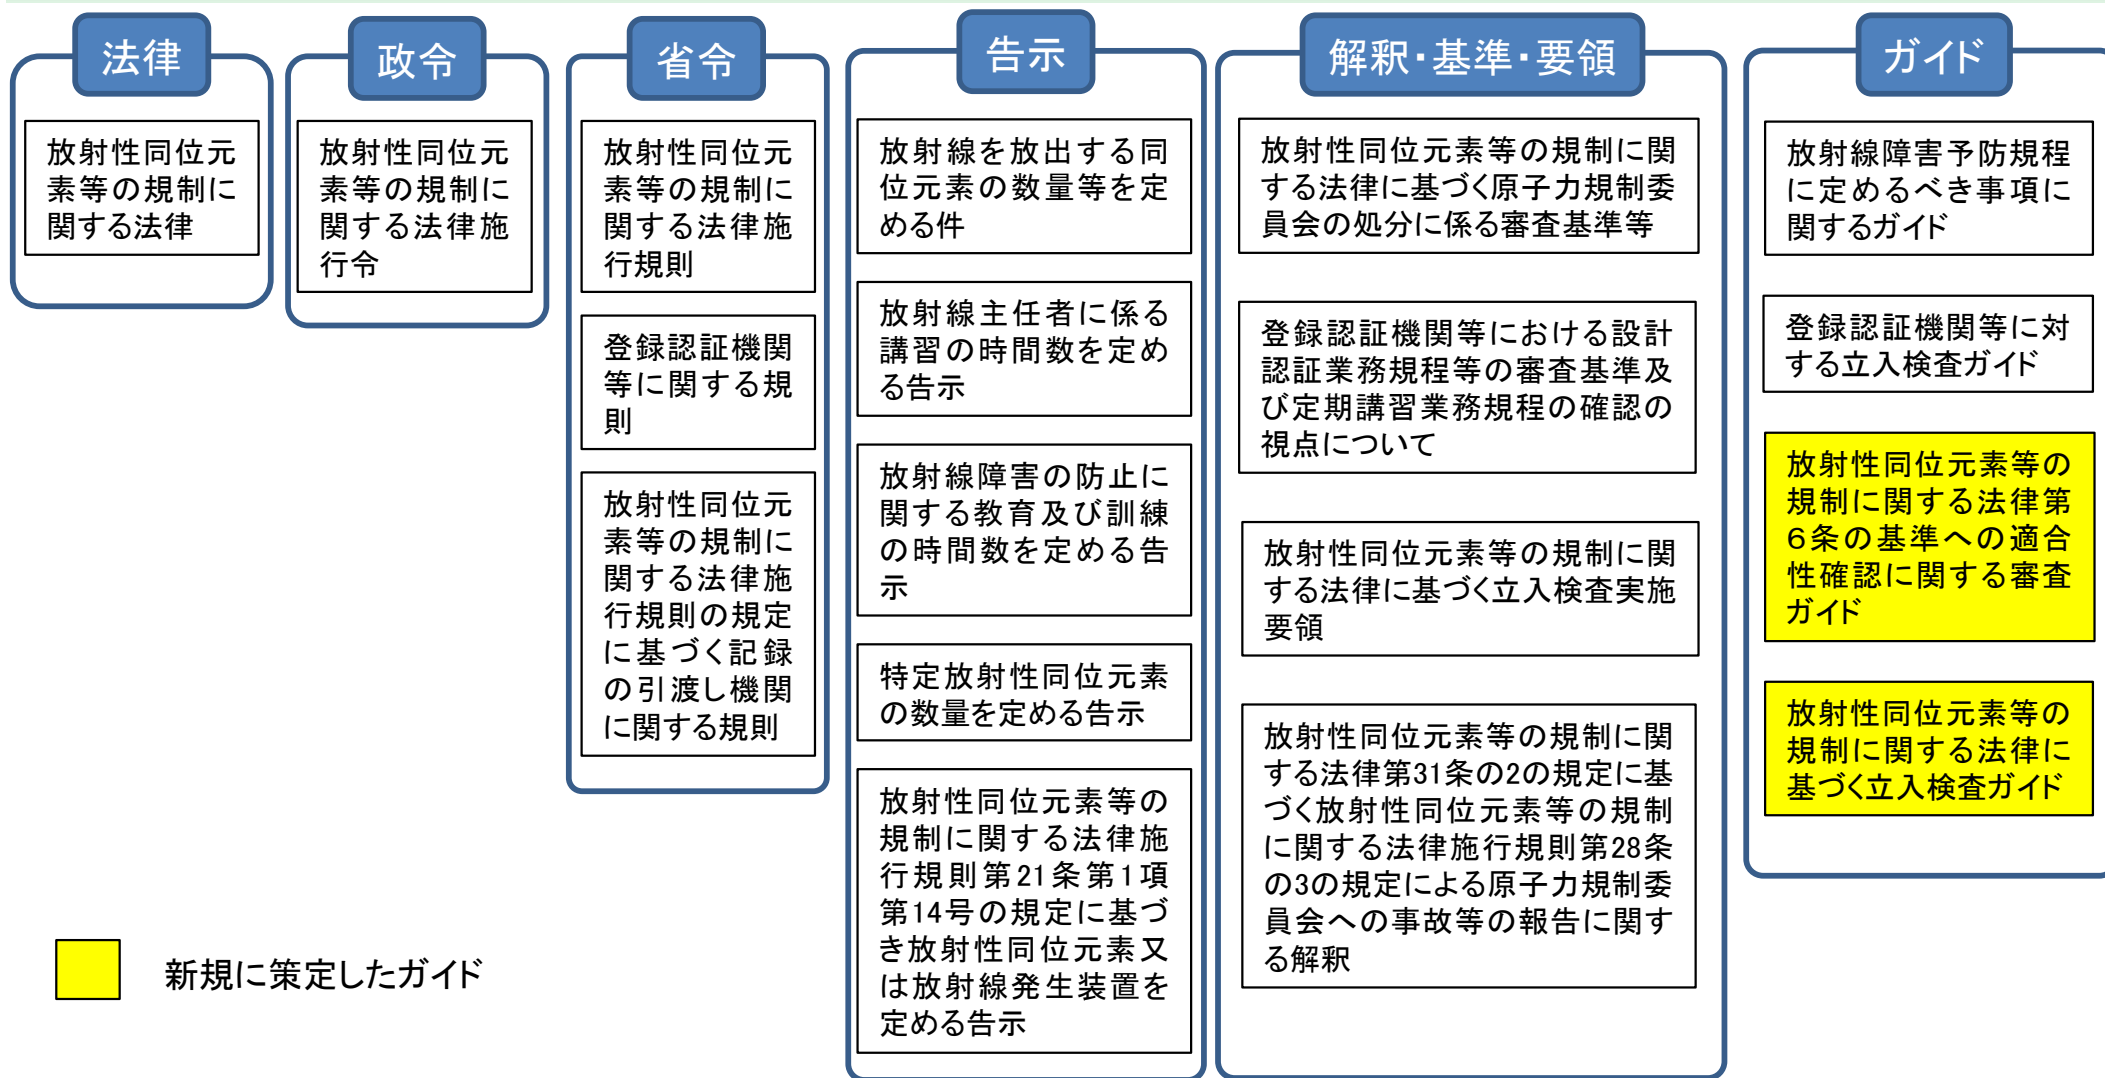 法律
放射性同位元
素等の規制に
関する法律
政令
放射性同位元
素等の規制に
関する法律施
行令
省令
放射性同位元
素等の規制に
関する法律施
行規則
登録認証機関
等に関する規
則
放射性同位元
素等の規制に
関する法律施
行規則の規定
に基づく記録
の引渡し機関
に関する規則
告示
放射線を放出する同
位元素の数量等を定
める件
放射線主任者に係る
講習の時間数を定め
る告示
放射線障害の防止に
関する教育及び訓練
の時間数を定める告
示
特定放射性同位元素
の数量を定める告示
放射性同位元素等の
規制に関する法律施
行規則第21条第1項
第14号の規定に基づ
き放射性同位元素又
は放射線発生装置を
定める告示
解釈・基準・要領
放射性同位元素等の規制に関
する法律に基づく原子力規制委
員会の処分に係る審査基準等
登録認証機関等における設計
認証業務規程等の審査基準及
び定期講習業務規程の確認の
視点について
放射性同位元素等の規制に関
する法律に基づく立入検査実施
要領
放射性同位元素等の規制に関
する法律第31条の2の規定に基
づく放射性同位元素等の規制
に関する法律施行規則第28条
の3の規定による原子力規制委
員会への事故等の報告に関す
る解釈
ガイド
放射線障害予防規程
に定めるべき事項に
関するガイド
登録認証機関等に対
する立入検査ガイド
放射性同位元素等の
規制に関する法律第
6条の基準への適合
性確認に関する審査
ガイド
放射性同位元素等の
規制に関する法律に
基づく立入検査ガイド
新規に策定したガイド